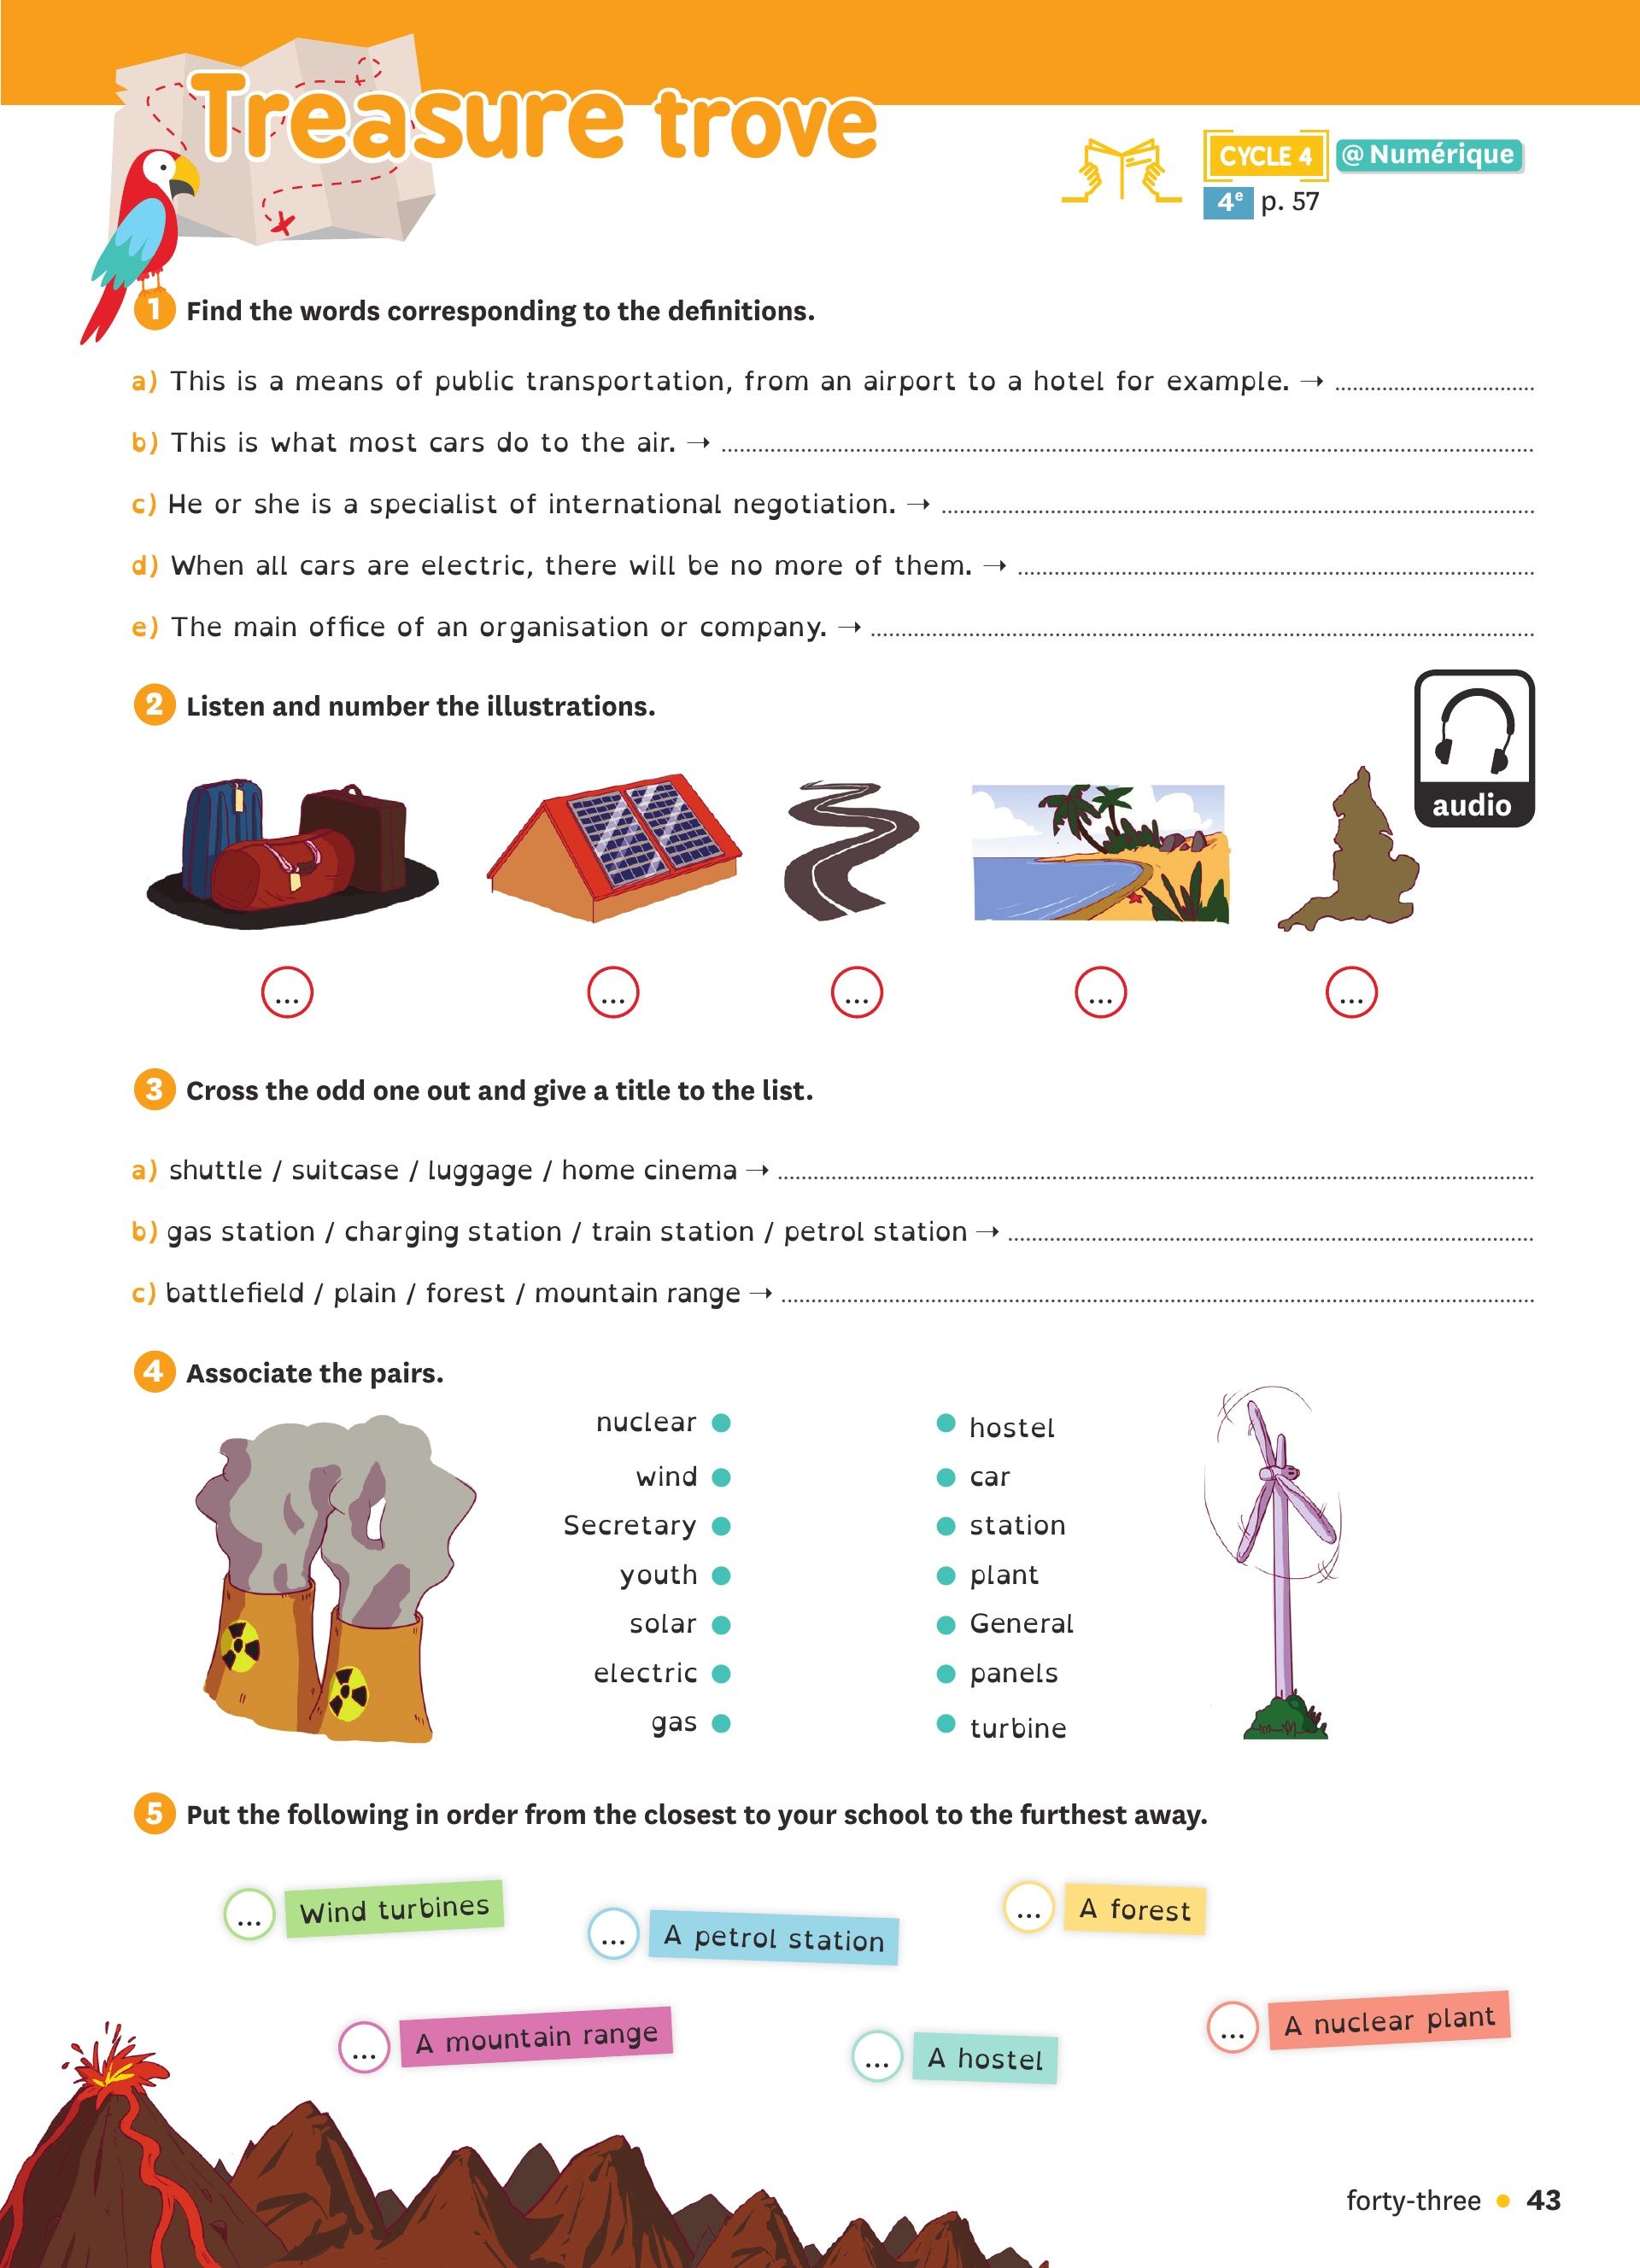 Treasure trove
CYCLE 4 @ Numérique
4e p. 57
1 Find the words corresponding to the definitions.
a) This is a means of public transportation, from an airport to a hotel for example. → ...
b) This is what most cars do to the air. → ...
c) He or she is a specialist of international negotiation. → ...
d) When all cars are electric, there will be no more of them. → ...
e) The main office of an organisation or company. → ...
2 Listen and number the illustrations.
audio
... ... ... ... ...
3 Cross the odd one out and give a title to the list.
a) shuttle / suitcase / luggage / home cinema → ...
b) gas station / charging station / train station / petrol station → ...
c) battlefield / plain / forest / mountain range → ...
4 Associate the pairs.
nuclear • • hostel
wind • • car
Secretary • • station
youth • • plant
solar • • General
electric • • panels
gas • • turbine
5 Put the following in order from the closest to your school to the furthest away.
... Wind turbines
... A petrol station
... A forest
... A mountain range
... A hostel
... A nuclear plant
forty-three • 43